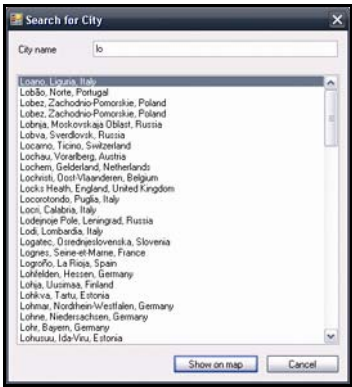 Search for City
City name lo
Loano, Liguria, Italy
Lobão, Norte, Portugal
Lobez, Zachodnio-Pomorskie, Poland
Lobez, Zachodnio-Pomorskie, Poland
Lobnja, Moskovskaja Oblast, Russia
Lobva, Sverdlovsk, Russia
Locarno, Ticino, Switzerland
Lochau, Vorarlberg, Austria
Lochem, Gelderland, Netherlands
Lochristi, Oost-Vlaanderen, Belgium
Locks Heath, England, United Kingdom
Locorotondo, Puglia, Italy
Locri, Calabria, Italy
Lodejnoje Pole, Leningrad, Russia
Lodi, Lombardia, Italy
Logatec, Osrednjeslovenska, Slovenia
Lognes, Seine-et-Marne, France
Logroño, La Rioja, Spain
Lohfelden, Hessen, Germany
Lohja, Uusimaa, Finland
Lohkva, Tartu, Estonia
Lohmar, Nordrhein-Westfalen, Germany
Lohne, Niedersachsen, Germany
Lohr, Bayern, Germany
Lohusuu, Ida-Viru, Estonia
Show on map Cancel